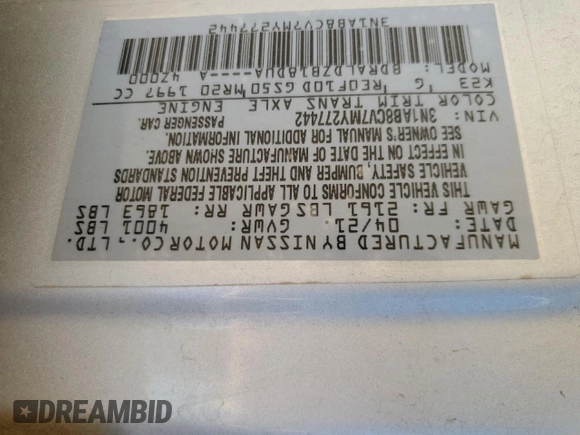 MANUFACTURED BY NISSAN MOTOR CO., LTD.
DATE: 04/21 GVWR: 4001 LBS
GAWR FR: 2161 LBS GAWR RR: 1863 LBS
THIS VEHICLE CONFORMS TO ALL APPLICABLE FEDERAL MOTOR
VEHICLE SAFETY, BUMPER AND THEFT PREVENTION STANDARDS
IN EFFECT ON THE DATE OF MANUFACTURE SHOWN ABOVE.
SEE OWNER'S MANUAL FOR ADDITIONAL INFORMATION.
VIN: 3N1AB8CV7MY277442 PASSENGER CAR.
COLOR TRIM TRANS AXLE ENGINE
K23 G RE0F10D GS50 MR20 1997 CC
MODEL: BDRALDZB18DUA----A 47000
3N1AB8CV7MY277442
DREAMBID